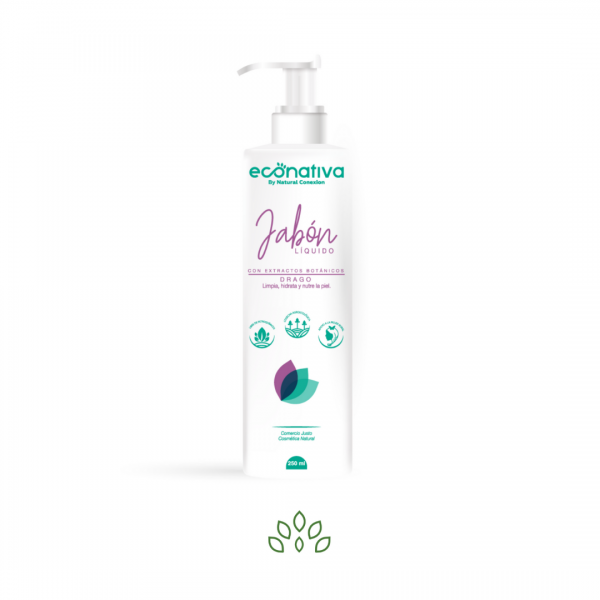 econativa
By Natural Conexion
Jabón
LÍQUIDO
CON EXTRACTOS BOTÁNICOS
DRAGO
Limpia, hidrata y nutre la piel.
Comercio Justo
Cosmética Natural
250 ml